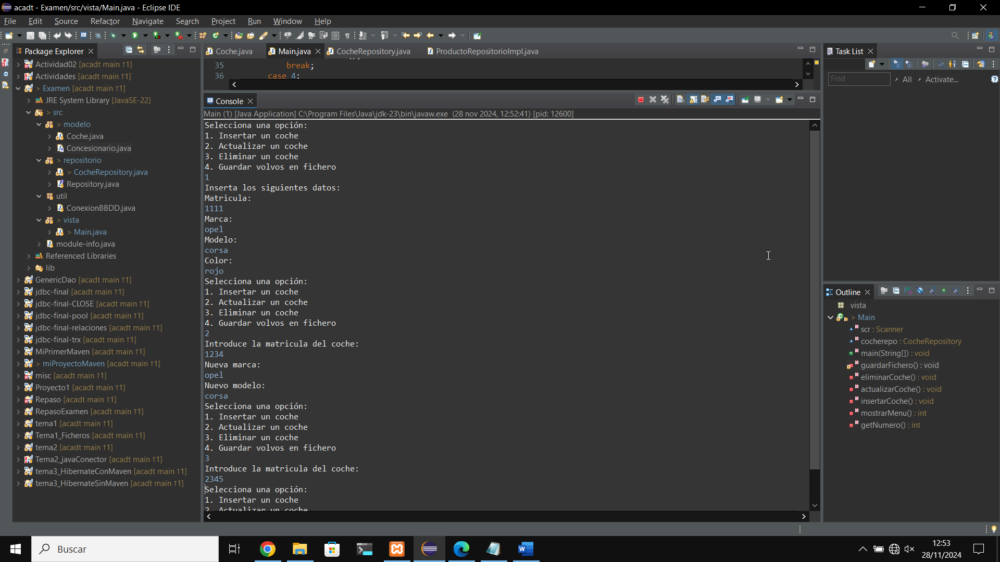 acadt - Examen/src/vista/Main.java - Eclipse IDE
File Edit Source Refactor Navigate Search Project Run Window Help
Package Explorer
Actividad02 [acadt main ↑1]
Actividades [acadt main ↑1]
> Examen [acadt main ↑1]
JRE System Library [JavaSE-22]
> src
> modelo
Coche.java
Concesionario.java
> repositorio
> CocheRepository.java
Repository.java
util
ConexionBBDD.java
> vista
> Main.java
module-info.java
Referenced Libraries
lib
GenericDao [acadt main ↑1]
jdbc-final [acadt main ↑1]
jdbc-final-CLOSE [acadt main ↑1]
jdbc-final-pool [acadt main ↑1]
jdbc-final-relaciones [acadt main ↑1]
jdbc-final-trx [acadt main ↑1]
MiPrimerMaven [acadt main ↑1]
> miProyectoMaven [acadt main ↑1]
misc [acadt main ↑1]
Proyecto1 [acadt main ↑1]
Repaso [acadt main ↑1]
RepasoExamen [acadt main ↑1]
tema1 [acadt main ↑1]
Tema1_Ficheros [acadt main ↑1]
tema2 [acadt main ↑1]
Tema2_javaConector [acadt main ↑1]
tema3_HibernateConMaven [acadt main ↑1]
tema3_HibernateSinMaven [acadt main ↑1]
Coche.java Main.java CocheRepository.java ProductoRepositorioImpl.java
35 break;
36 case 4:
Console
Main (1) [Java Application] C:\Program Files\Java\jdk-23\bin\javaw.exe (28 nov 2024, 12:52:41) [pid: 12600]
Selecciona una opción:
1. Insertar un coche
2. Actualizar un coche
3. Eliminar un coche
4. Guardar volvos en fichero
1
Inserta los siguientes datos:
Matricula:
1111
Marca:
opel
Modelo:
corsa
Color:
rojo
Selecciona una opción:
1. Insertar un coche
2. Actualizar un coche
3. Eliminar un coche
4. Guardar volvos en fichero
2
Introduce la matricula del coche:
1234
Nueva marca:
opel
Nuevo modelo:
corsa
Selecciona una opción:
1. Insertar un coche
2. Actualizar un coche
3. Eliminar un coche
4. Guardar volvos en fichero
3
Introduce la matricula del coche:
2345
Selecciona una opción:
1. Insertar un coche
2. Actualizar un coche
Task List
Find All Activate...
Outline
vista
> Main
scr : Scanner
cocherepo : CocheRepository
main(String[]) : void
guardarFichero() : void
eliminarCoche() : void
actualizarCoche() : void
insertarCoche() : void
mostrarMenu() : int
getNumero() : int
Buscar
12:53
28/11/2024